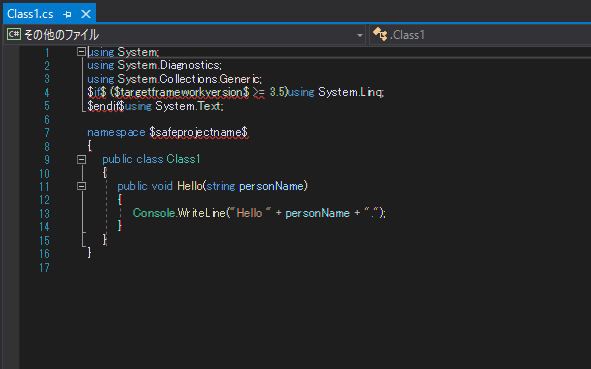 Class1.cs
C# その他のファイル
.Class1
1 using System;
2 using System.Diagnostics;
3 using System.Collections.Generic;
4 $if$ ($targetframeworkversion$ >= 3.5)using System.Linq;
5 $endif$using System.Text;
6
7 namespace $safeprojectname$
8 {
9 public class Class1
10 {
11 public void Hello(string personName)
12 {
13 Console.WriteLine("Hello " + personName + ".");
14 }
15 }
16 }
17